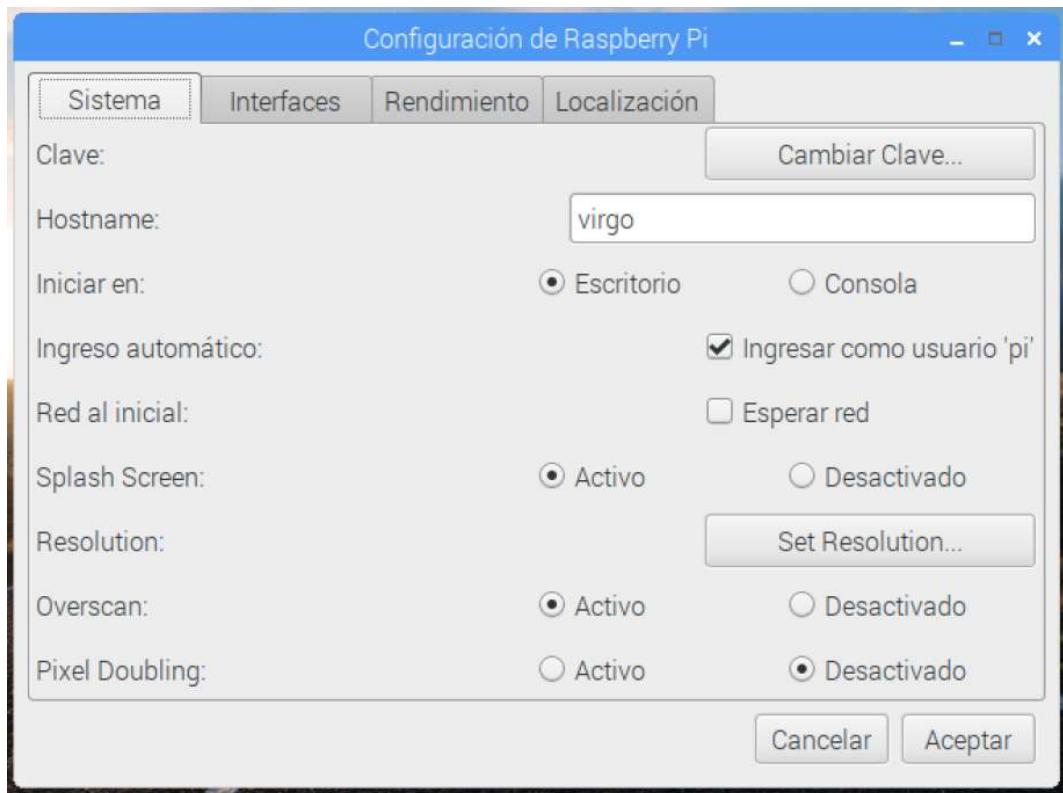 Configuración de Raspberry Pi
Sistema Interfaces Rendimiento Localización
Clave: Cambiar Clave...
Hostname: virgo
Iniciar en: Escritorio Consola
Ingreso automático: Ingresar como usuario 'pi'
Red al inicial: Esperar red
Splash Screen: Activo Desactivado
Resolution: Set Resolution...
Overscan: Activo Desactivado
Pixel Doubling: Activo Desactivado
Cancelar Aceptar